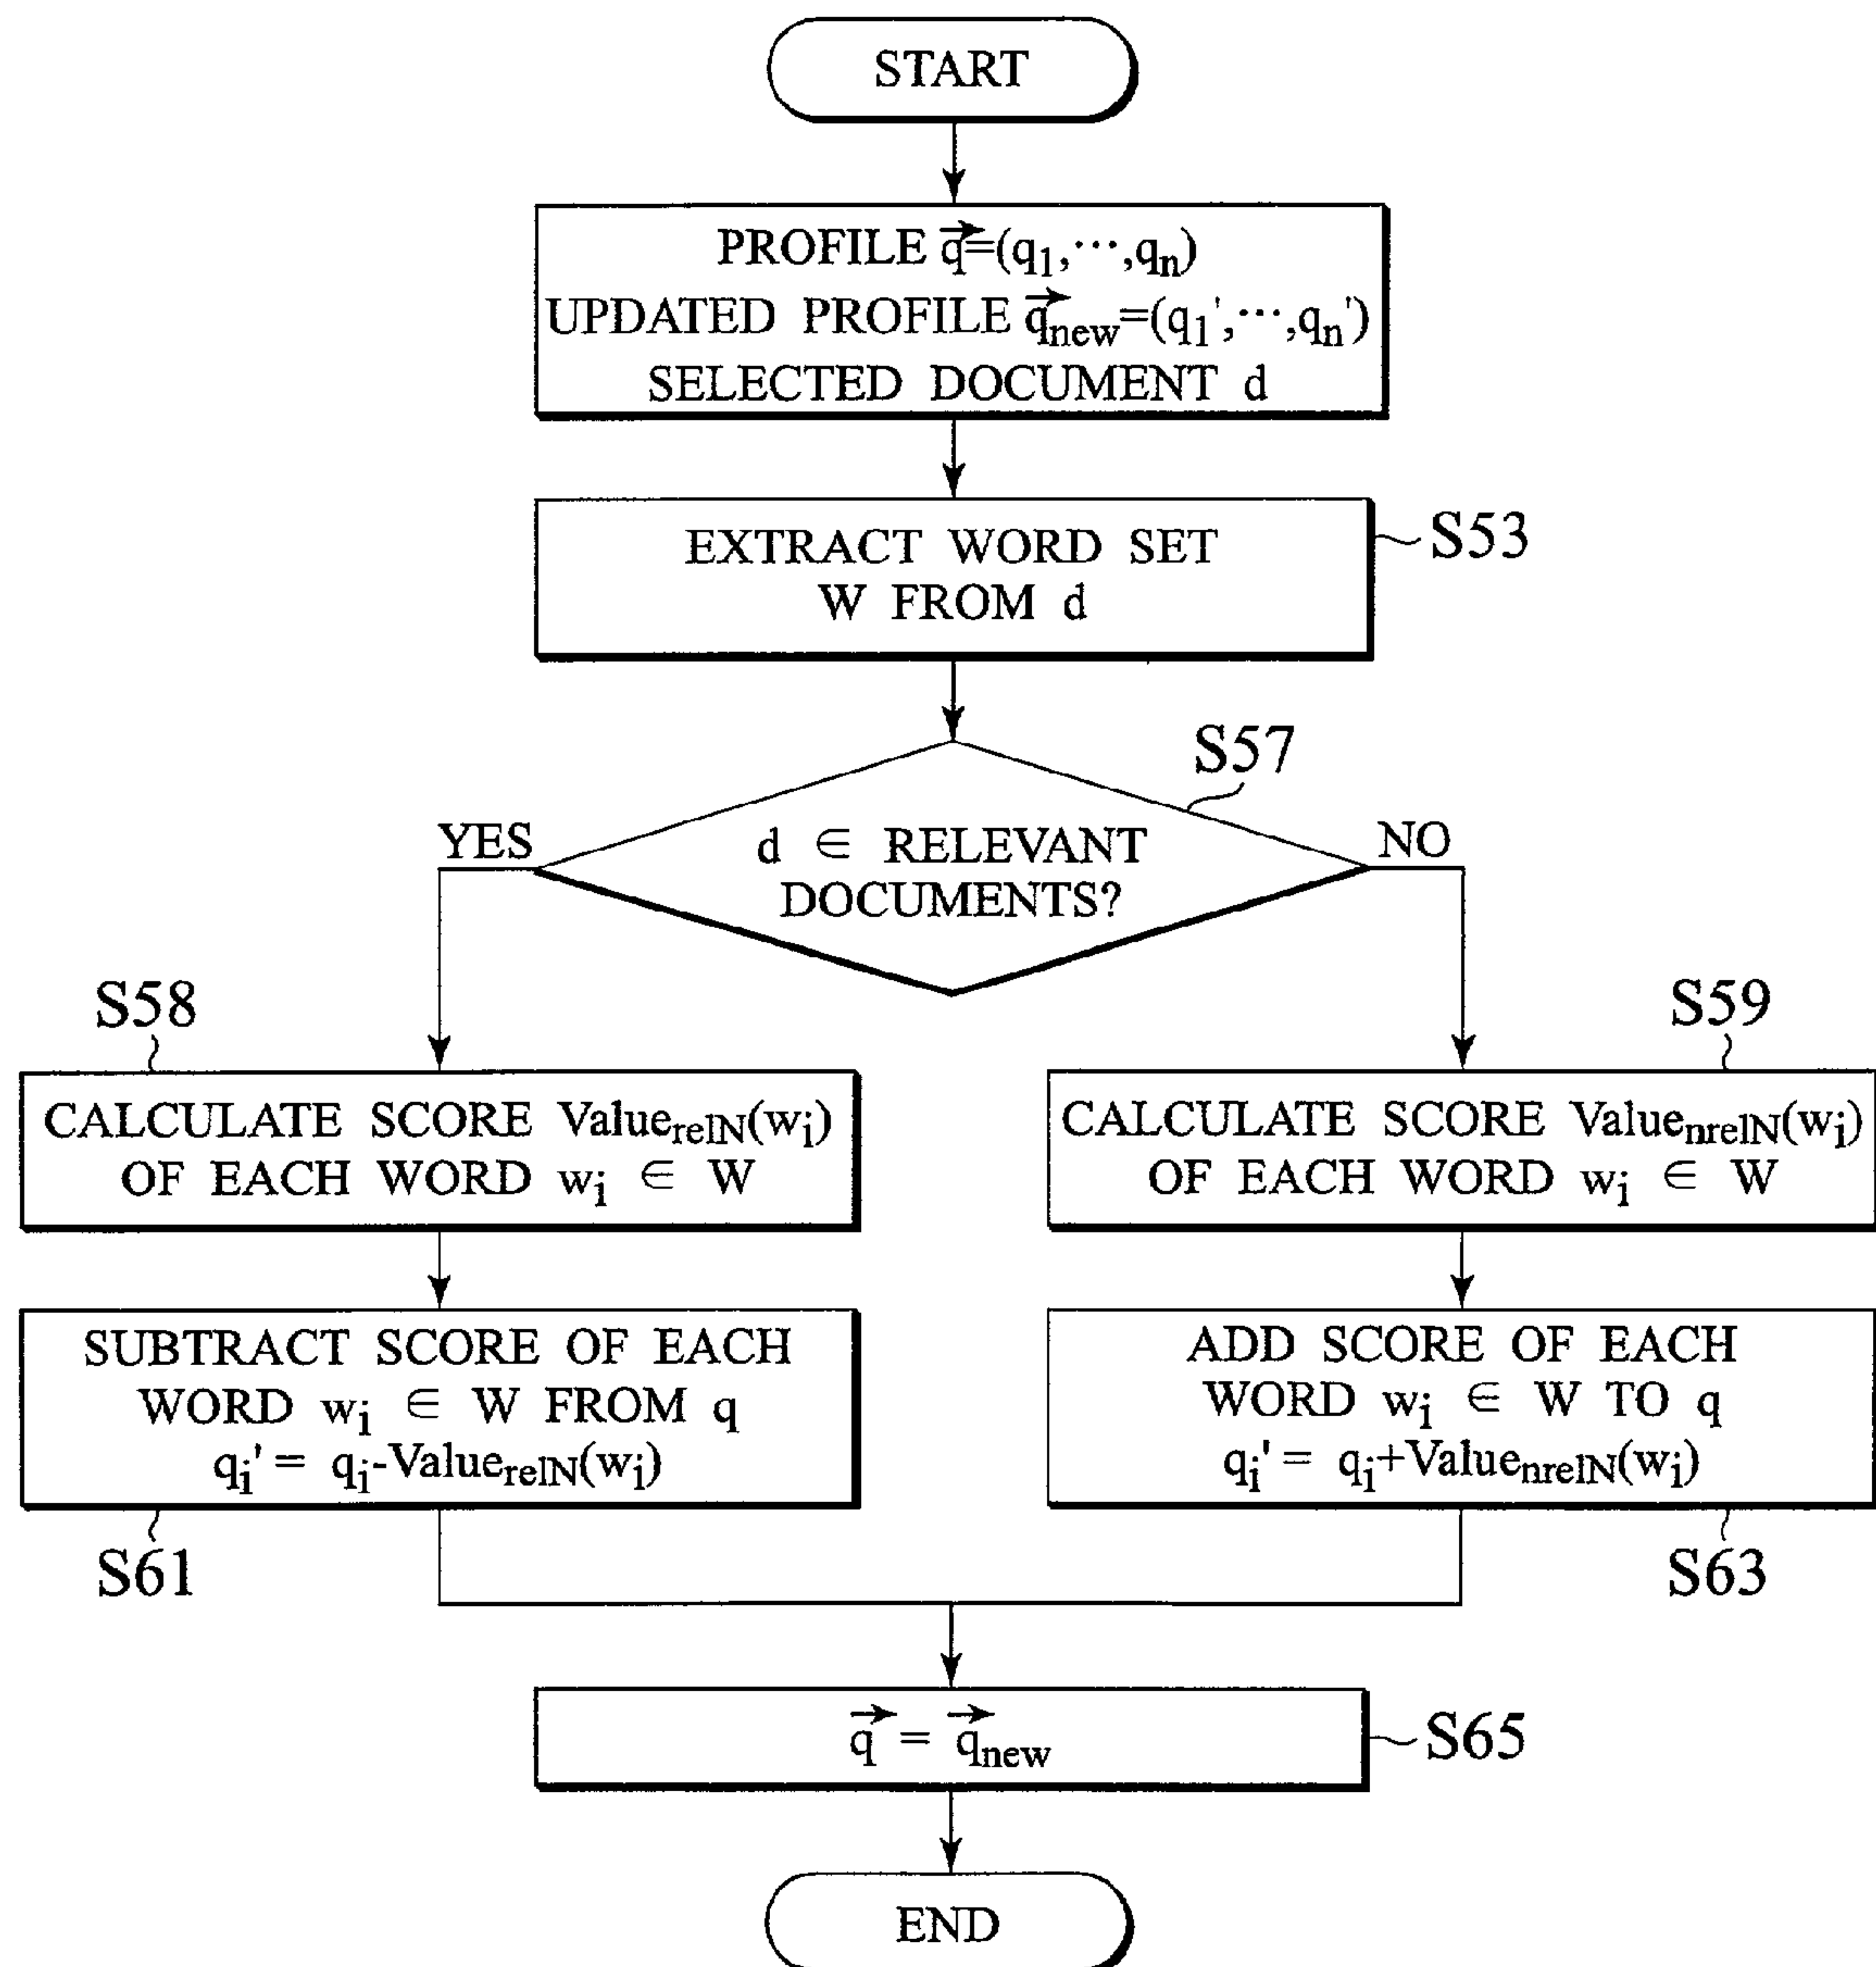 START
PROFILE q⃗=(q₁,⋯,qₙ)
UPDATED PROFILE q⃗new=(q₁',⋯,qₙ')
SELECTED DOCUMENT d
EXTRACT WORD SET
W FROM d
S53
S57
YES
d ∈ RELEVANT
DOCUMENTS?
NO
S58
CALCULATE SCORE ValuerelN(wi)
OF EACH WORD wi ∈ W
S59
CALCULATE SCORE ValuenrelN(wi)
OF EACH WORD wi ∈ W
SUBTRACT SCORE OF EACH
WORD wi ∈ W FROM q
qi' = qi-ValuerelN(wi)
S61
ADD SCORE OF EACH
WORD wi ∈ W TO q
qi' = qi+ValuenrelN(wi)
S63
q⃗ = q⃗new
S65
END